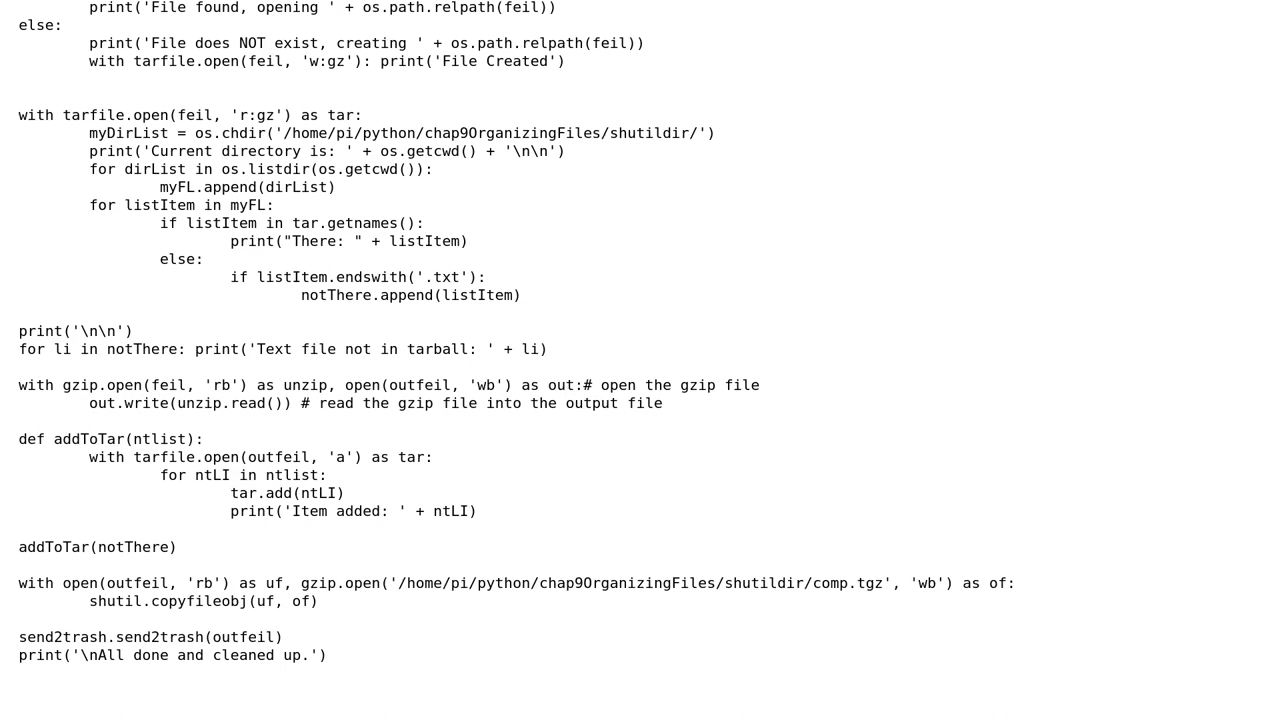 print('File found, opening ' + os.path.relpath(feil))
else:
print('File does NOT exist, creating ' + os.path.relpath(feil))
with tarfile.open(feil, 'w:gz'): print('File Created')
with tarfile.open(feil, 'r:gz') as tar:
myDirList = os.chdir('/home/pi/python/chap9OrganizingFiles/shutildir/')
print('Current directory is: ' + os.getcwd() + '\n\n')
for dirList in os.listdir(os.getcwd()):
myFL.append(dirList)
for listItem in myFL:
if listItem in tar.getnames():
print("There: " + listItem)
else:
if listItem.endswith('.txt'):
notThere.append(listItem)
print('\n\n')
for li in notThere: print('Text file not in tarball: ' + li)
with gzip.open(feil, 'rb') as unzip, open(outfeil, 'wb') as out:# open the gzip file
out.write(unzip.read()) # read the gzip file into the output file
def addToTar(ntlist):
with tarfile.open(outfeil, 'a') as tar:
for ntLI in ntlist:
tar.add(ntLI)
print('Item added: ' + ntLI)
addToTar(notThere)
with open(outfeil, 'rb') as uf, gzip.open('/home/pi/python/chap9OrganizingFiles/shutildir/comp.tgz', 'wb') as of:
shutil.copyfileobj(uf, of)
send2trash.send2trash(outfeil)
print('\nAll done and cleaned up.')